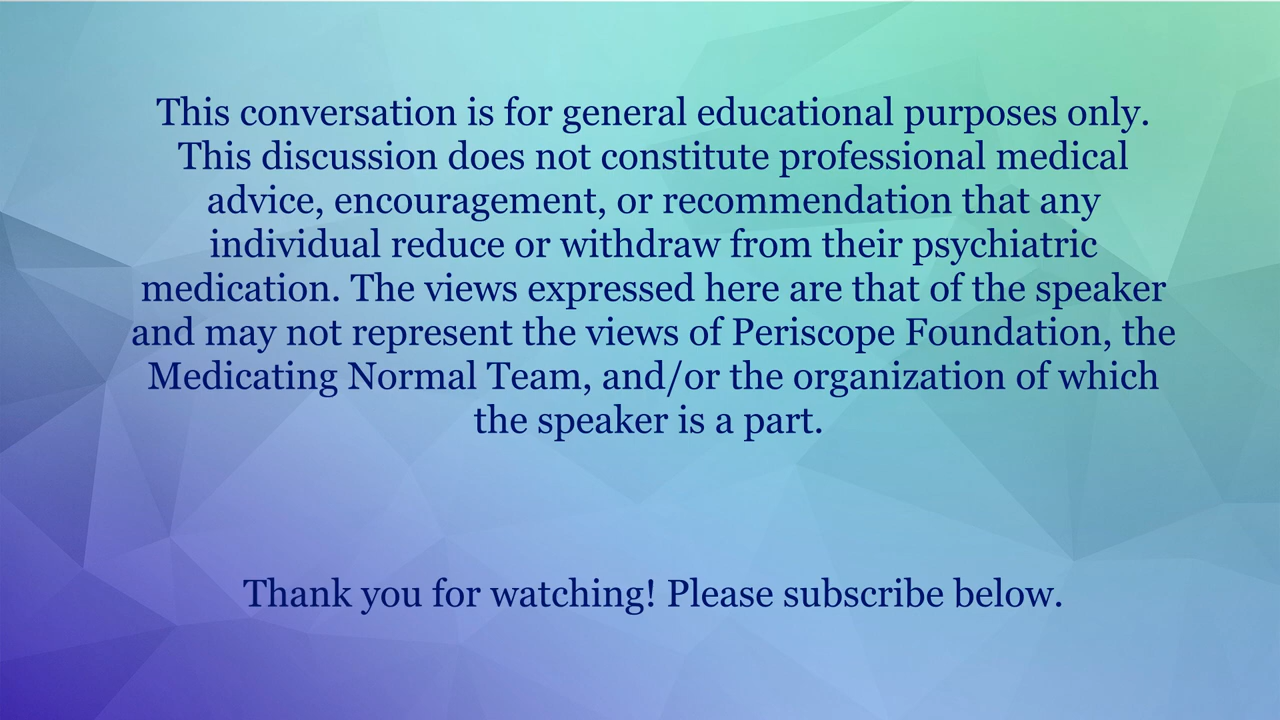 This conversation is for general educational purposes only.
This discussion does not constitute professional medical
advice, encouragement, or recommendation that any
individual reduce or withdraw from their psychiatric
medication. The views expressed here are that of the speaker
and may not represent the views of Periscope Foundation, the
Medicating Normal Team, and/or the organization of which
the speaker is a part.
Thank you for watching! Please subscribe below.